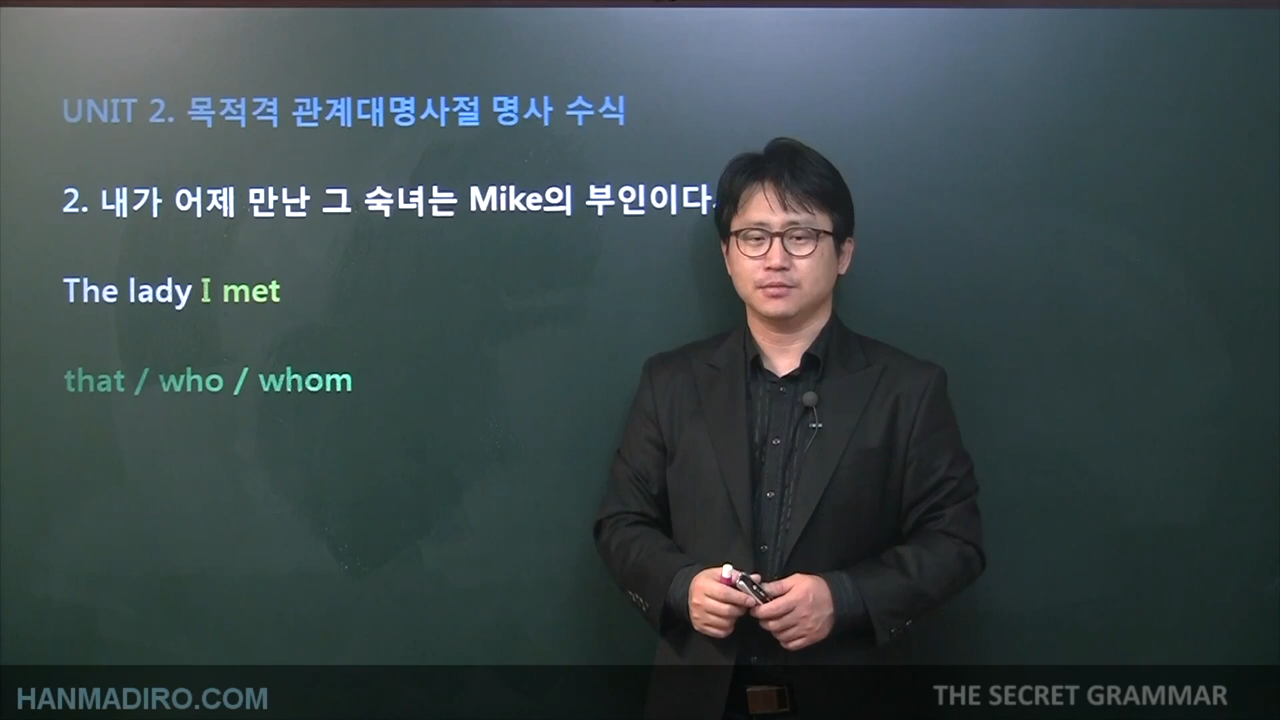 UNIT 2. 목적격 관계대명사절 명사 수식
2. 내가 어제 만난 그 숙녀는 Mike의 부인이다.
The lady I met
that / who / whom
HANMADIRO.COM
THE SECRET GRAMMAR